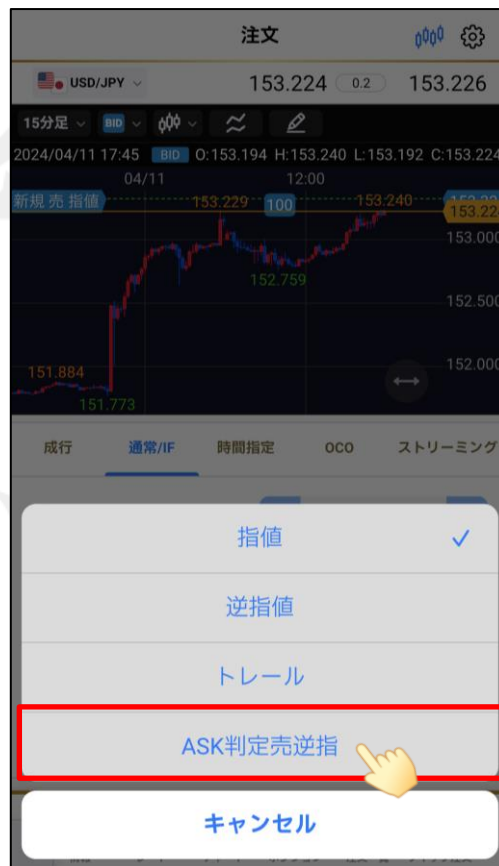 注文
USD/JPY 153.224 0.2 153.226
15分足 BID
2024/04/11 17:45 BID O:153.194 H:153.240 L:153.192 C:153.224
04/11 12:00
新規 売 指値 153.229 100 153.240
153.22
153.000
152.759
152.500
152.000
151.884
151.773
成行 通常/IF 時間指定 OCO ストリーミング
指値
逆指値
トレール
ASK判定売逆指
キャンセル